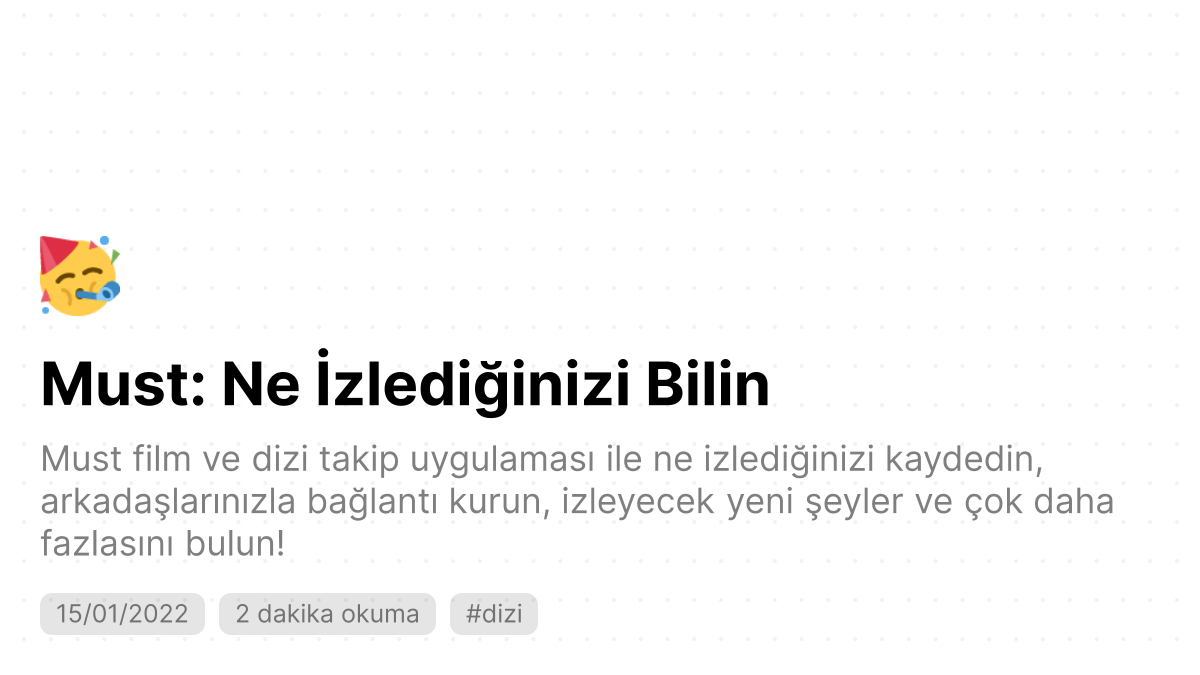 Must: Ne İzlediğinizi Bilin
Must film ve dizi takip uygulaması ile ne izlediğinizi kaydedin,
arkadaşlarınızla bağlantı kurun, izleyecek yeni şeyler ve çok daha
fazlasını bulun!
15/01/2022 2 dakika okuma #dizi